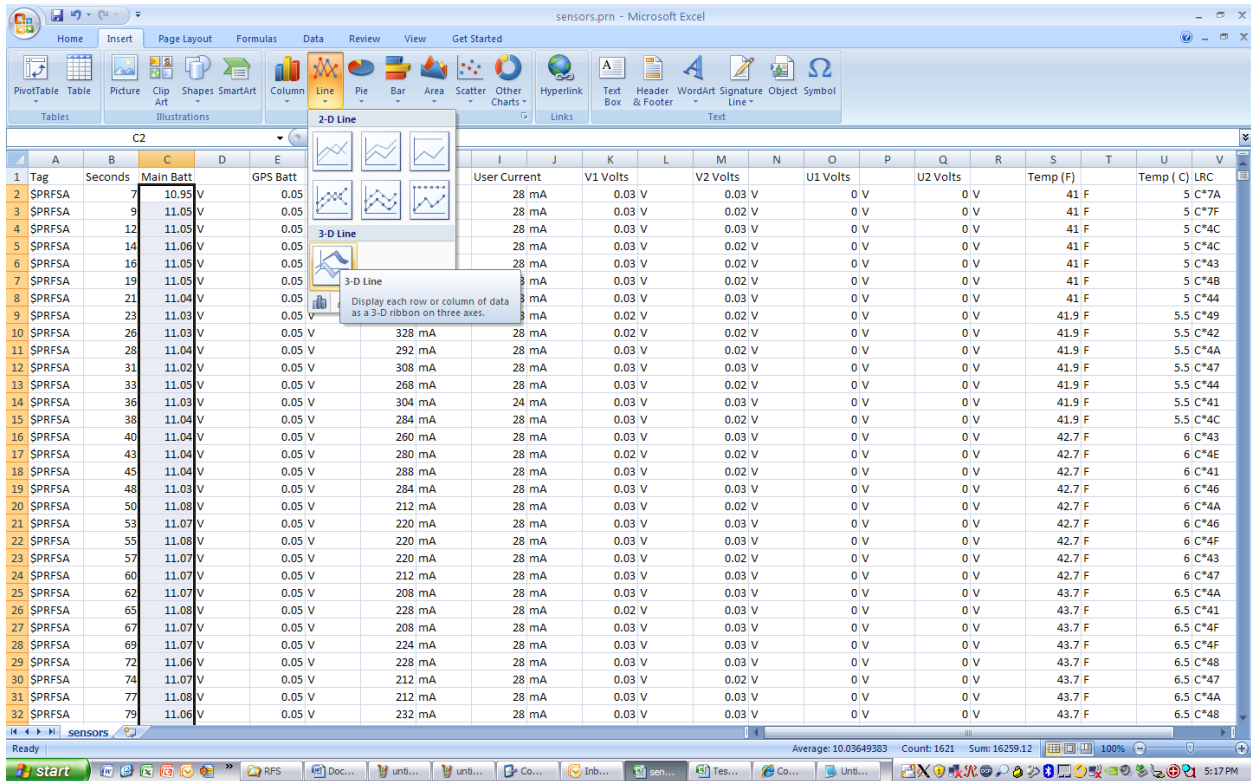 sensors.prn - Microsoft Excel
Home Insert Page Layout Formulas Data Review View Get Started
PivotTable Table Picture Clip Art Shapes SmartArt Column Line Pie Bar Area Scatter Other Charts Hyperlink Text Box Header & Footer WordArt Signature Line Object Symbol
Tables Illustrations Links Text
C2
2-D Line
3-D Line
3-D Line
Display each row or column of data
as a 3-D ribbon on three axes.
A B C D E I J K L M N O P Q R S T U V
1 Tag Seconds Main Batt GPS Batt User Current V1 Volts V2 Volts U1 Volts U2 Volts Temp (F) Temp ( C) LRC
2 $PRFSA 7 10.95 V 0.05 28 mA 0.03 V 0.03 V 0 V 0 V 41 F 5 C*7A
3 $PRFSA 9 11.05 V 0.05 28 mA 0.03 V 0.02 V 0 V 0 V 41 F 5 C*7F
4 $PRFSA 12 11.05 V 0.05 28 mA 0.03 V 0.03 V 0 V 0 V 41 F 5 C*4C
5 $PRFSA 14 11.06 V 0.05 28 mA 0.03 V 0.02 V 0 V 0 V 41 F 5 C*4C
6 $PRFSA 16 11.05 V 0.05 28 mA 0.03 V 0.02 V 0 V 0 V 41 F 5 C*43
7 $PRFSA 19 11.05 V 0.05 mA 0.03 V 0.02 V 0 V 0 V 41 F 5 C*4B
8 $PRFSA 21 11.04 V 0.05 mA 0.03 V 0.03 V 0 V 0 V 41 F 5 C*44
9 $PRFSA 23 11.03 V 0.05 V mA 0.02 V 0.02 V 0 V 0 V 41.9 F 5.5 C*49
10 $PRFSA 26 11.03 V 0.05 V 328 mA 28 mA 0.02 V 0.02 V 0 V 0 V 41.9 F 5.5 C*42
11 $PRFSA 28 11.04 V 0.05 V 292 mA 28 mA 0.03 V 0.02 V 0 V 0 V 41.9 F 5.5 C*4A
12 $PRFSA 31 11.02 V 0.05 V 308 mA 28 mA 0.03 V 0.02 V 0 V 0 V 41.9 F 5.5 C*47
13 $PRFSA 33 11.05 V 0.05 V 268 mA 28 mA 0.03 V 0.02 V 0 V 0 V 41.9 F 5.5 C*44
14 $PRFSA 36 11.03 V 0.05 V 304 mA 24 mA 0.03 V 0.02 V 0 V 0 V 41.9 F 5.5 C*41
15 $PRFSA 38 11.04 V 0.05 V 284 mA 28 mA 0.03 V 0.02 V 0 V 0 V 41.9 F 5.5 C*4C
16 $PRFSA 40 11.04 V 0.05 V 260 mA 28 mA 0.03 V 0.03 V 0 V 0 V 42.7 F 6 C*43
17 $PRFSA 43 11.04 V 0.05 V 280 mA 28 mA 0.02 V 0.02 V 0 V 0 V 42.7 F 6 C*4E
18 $PRFSA 45 11.04 V 0.05 V 288 mA 28 mA 0.03 V 0.02 V 0 V 0 V 42.7 F 6 C*41
19 $PRFSA 48 11.03 V 0.05 V 284 mA 28 mA 0.03 V 0.03 V 0 V 0 V 42.7 F 6 C*46
20 $PRFSA 50 11.08 V 0.05 V 212 mA 28 mA 0.03 V 0.03 V 0 V 0 V 42.7 F 6 C*4A
21 $PRFSA 53 11.07 V 0.05 V 220 mA 28 mA 0.03 V 0.03 V 0 V 0 V 42.7 F 6 C*46
22 $PRFSA 55 11.08 V 0.05 V 220 mA 28 mA 0.03 V 0.03 V 0 V 0 V 42.7 F 6 C*4F
23 $PRFSA 57 11.07 V 0.05 V 220 mA 28 mA 0.03 V 0.02 V 0 V 0 V 42.7 F 6 C*43
24 $PRFSA 60 11.07 V 0.05 V 212 mA 28 mA 0.03 V 0.03 V 0 V 0 V 42.7 F 6 C*47
25 $PRFSA 62 11.07 V 0.05 V 208 mA 28 mA 0.03 V 0.03 V 0 V 0 V 43.7 F 6.5 C*4A
26 $PRFSA 65 11.08 V 0.05 V 228 mA 28 mA 0.02 V 0.03 V 0 V 0 V 43.7 F 6.5 C*41
27 $PRFSA 67 11.07 V 0.05 V 208 mA 28 mA 0.03 V 0.03 V 0 V 0 V 43.7 F 6.5 C*4F
28 $PRFSA 69 11.07 V 0.05 V 224 mA 28 mA 0.03 V 0.03 V 0 V 0 V 43.7 F 6.5 C*4F
29 $PRFSA 72 11.06 V 0.05 V 228 mA 28 mA 0.03 V 0.03 V 0 V 0 V 43.7 F 6.5 C*48
30 $PRFSA 74 11.07 V 0.05 V 212 mA 28 mA 0.03 V 0.02 V 0 V 0 V 43.7 F 6.5 C*47
31 $PRFSA 77 11.08 V 0.05 V 212 mA 28 mA 0.03 V 0.03 V 0 V 0 V 43.7 F 6.5 C*4A
32 $PRFSA 79 11.06 V 0.05 V 232 mA 28 mA 0.03 V 0.03 V 0 V 0 V 43.7 F 6.5 C*48
sensors
Ready Average: 10.03649383 Count: 1621 Sum: 16259.12 100%
start RFS Doc... unti... unti... Co... Inb... sen... Tes... Co... Unti... 5:17 PM